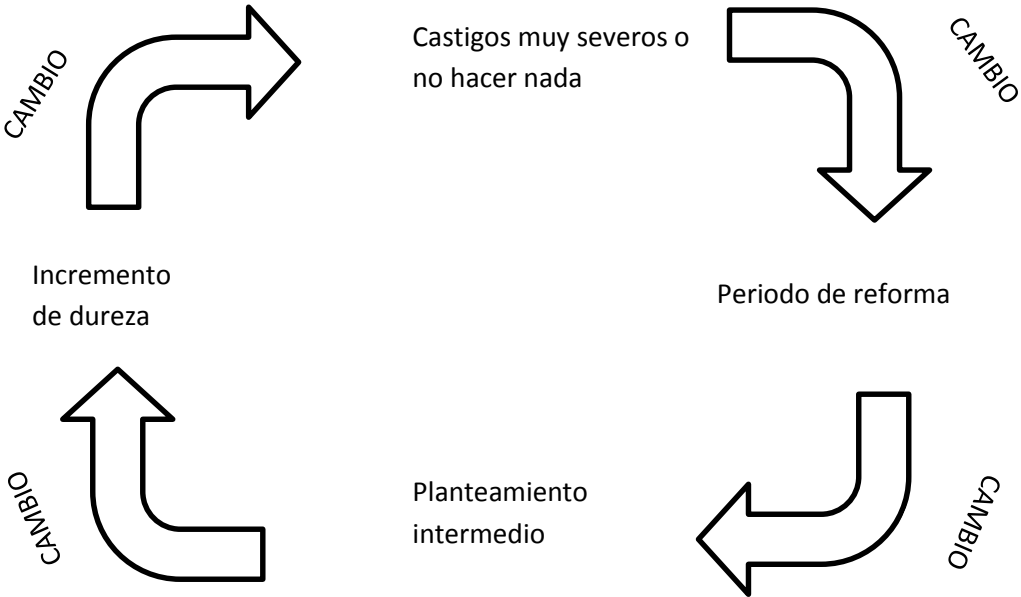 CAMBIO
Castigos muy severos o
no hacer nada
CAMBIO
Incremento
de dureza
Periodo de reforma
CAMBIO
Planteamiento
intermedio
CAMBIO